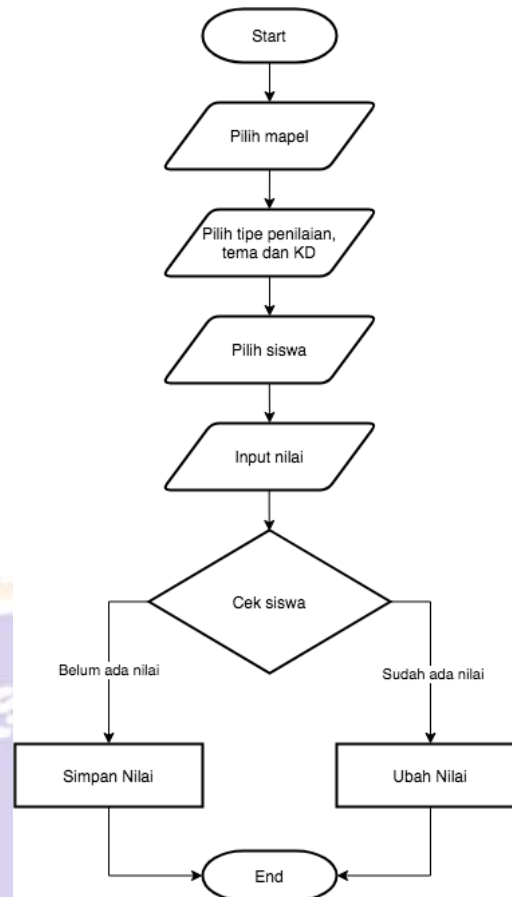 Start
Pilih mapel
Pilih tipe penilaian,
tema dan KD
Pilih siswa
Input nilai
Cek siswa
Belum ada nilai
Sudah ada nilai
Simpan Nilai
Ubah Nilai
End